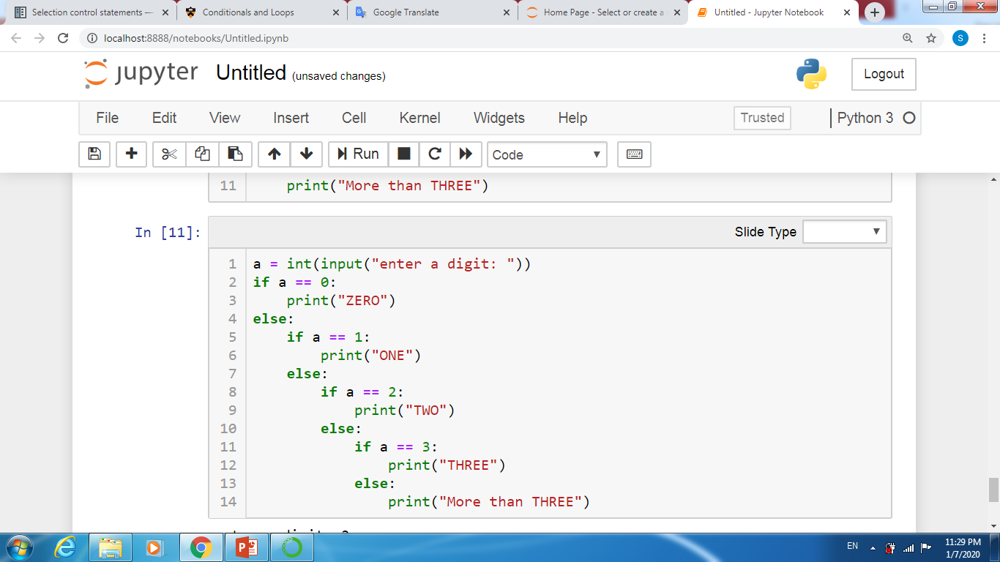 Selection control statements —
Conditionals and Loops
Google Translate
Home Page - Select or create a
Untitled - Jupyter Notebook
localhost:8888/notebooks/Untitled.ipynb
S
jupyter Untitled (unsaved changes)
Logout
File Edit View Insert Cell Kernel Widgets Help
Trusted
Python 3
Run
Code
11 print("More than THREE")
In [11]:
Slide Type
1 a = int(input("enter a digit: "))
2 if a == 0:
3     print("ZERO")
4 else:
5     if a == 1:
6         print("ONE")
7     else:
8         if a == 2:
9             print("TWO")
10         else:
11             if a == 3:
12                 print("THREE")
13             else:
14                 print("More than THREE")
EN
11:29 PM
1/7/2020